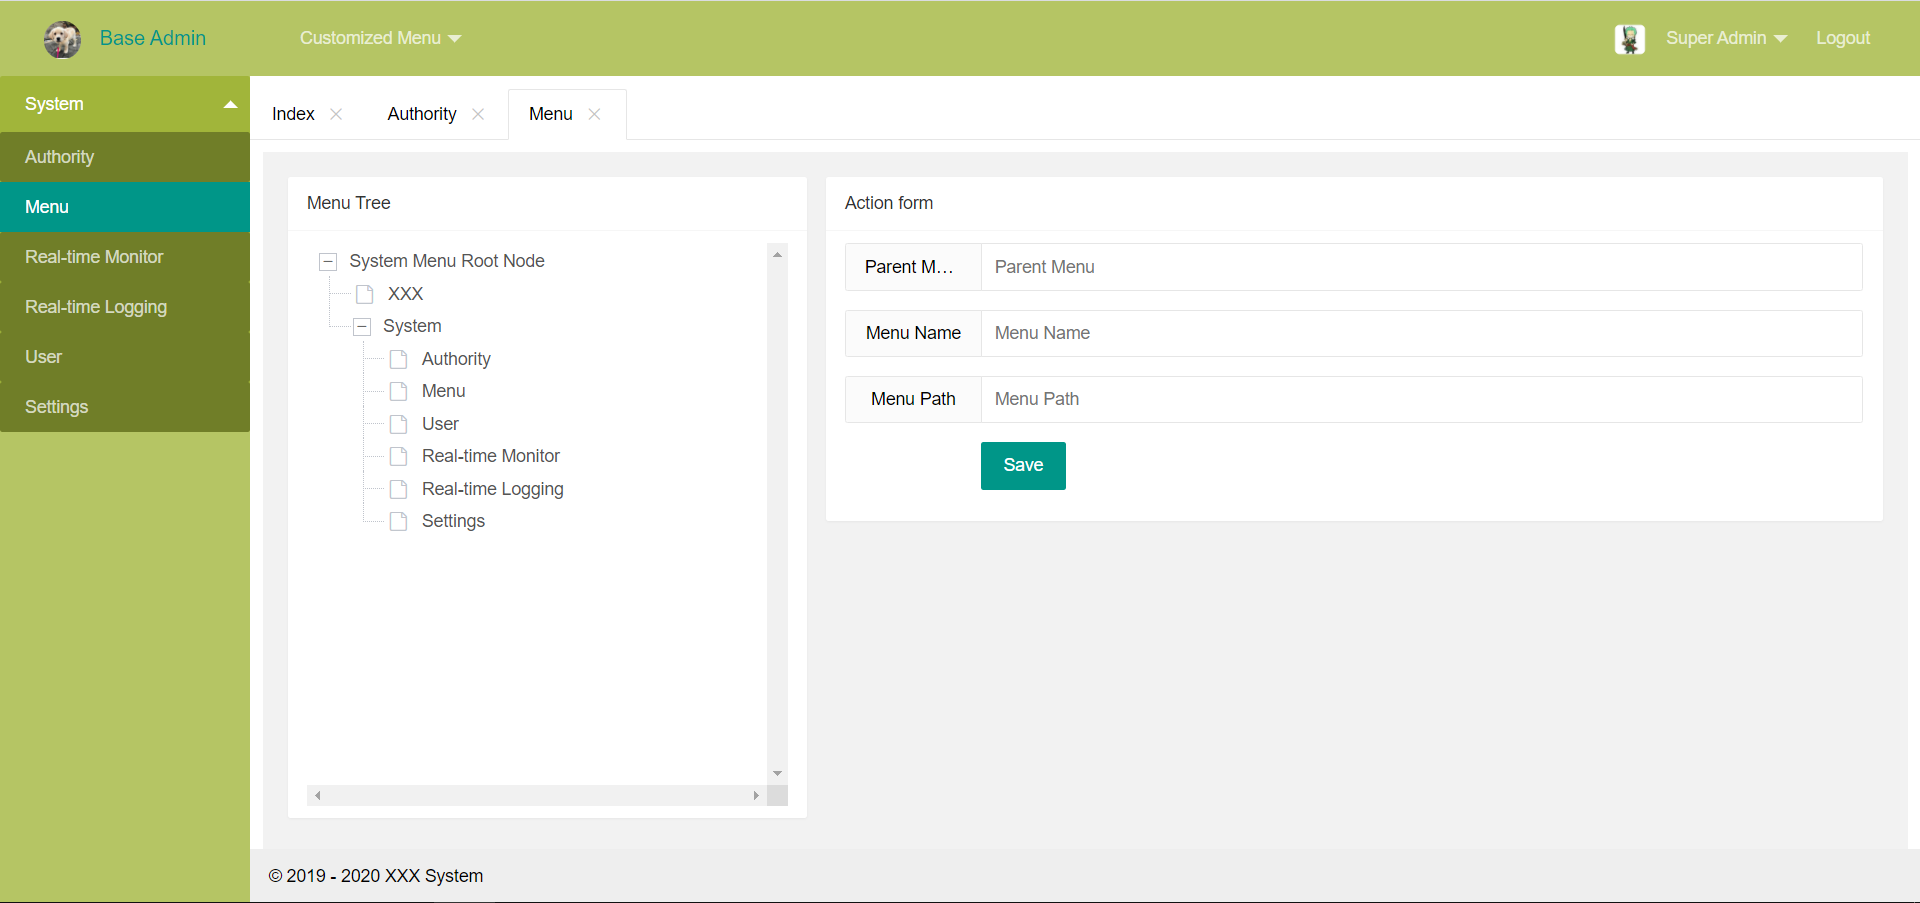 Base Admin
Customized Menu
Super Admin
Logout
System
Authority
Menu
Real-time Monitor
Real-time Logging
User
Settings
Index
Authority
Menu
Menu Tree
System Menu Root Node
XXX
System
Authority
Menu
User
Real-time Monitor
Real-time Logging
Settings
Action form
Parent M...
Parent Menu
Menu Name
Menu Name
Menu Path
Menu Path
Save
© 2019 - 2020 XXX System